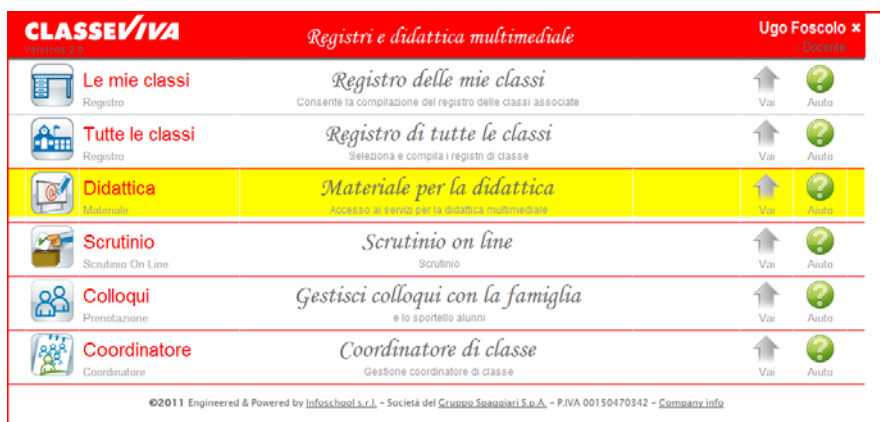 CLASSEVIVA Registri e didattica multimediale Ugo Foscolo ×
Versione 2.0 › Docente
Le mie classi Registro delle mie classi
Registro Consente la compilazione del registro delle classi associate Vai Aiuto
Tutte le classi Registro di tutte le classi
Registro Seleziona e compila i registri di classe Vai Aiuto
Didattica Materiale per la didattica
Materiale Accesso ai servizi per la didattica multimediale Vai Aiuto
Scrutinio Scrutinio on line
Scrutinio On Line Scrutinio Vai Aiuto
Colloqui Gestisci colloqui con la famiglia
Prenotazione e lo sportello alunni Vai Aiuto
Coordinatore Coordinatore di classe
Coordinatore Gestione coordinatore di classe Vai Aiuto
©2011 Engineered & Powered by Infoschool s.r.l. - Società del Gruppo Spaggiari S.p.A. - P.IVA 00150470342 - Company info